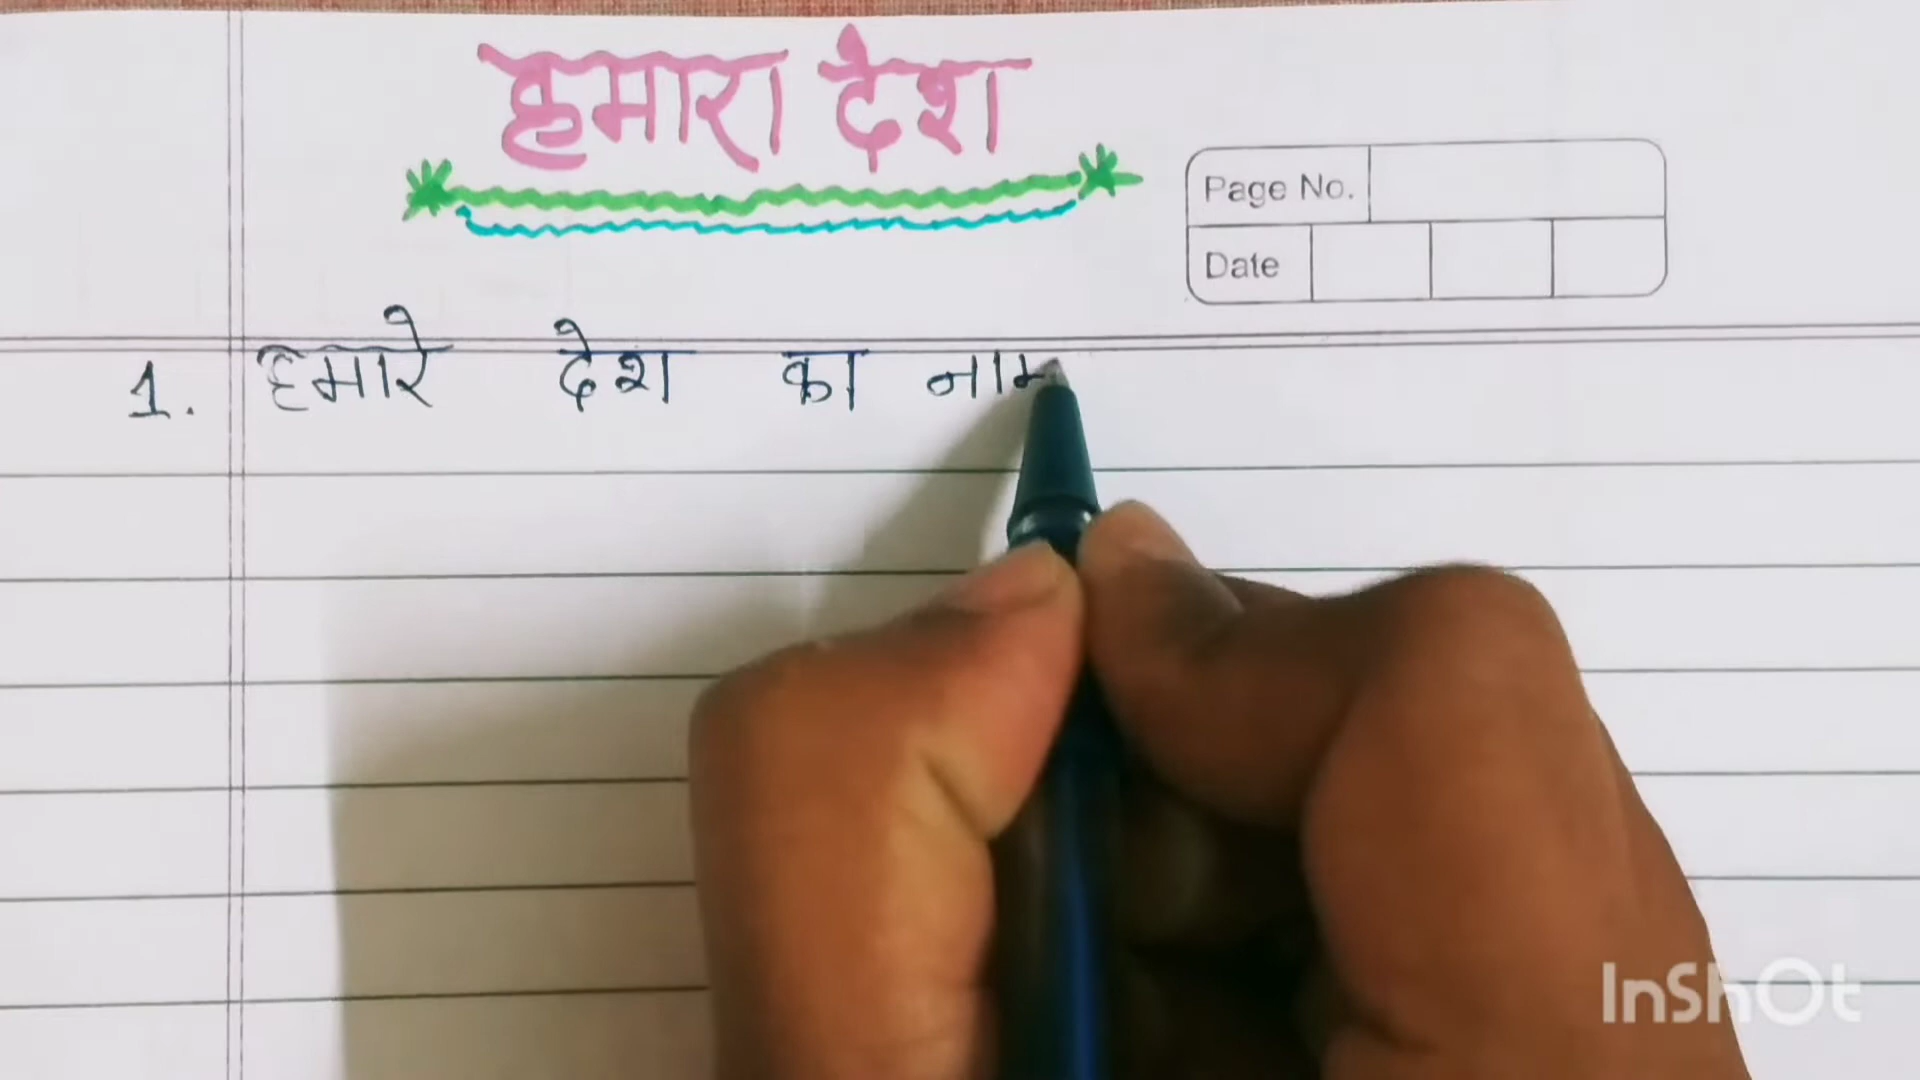 हमारा देश
Page No.
Date
1. हमारे देश का नाम
InShOt